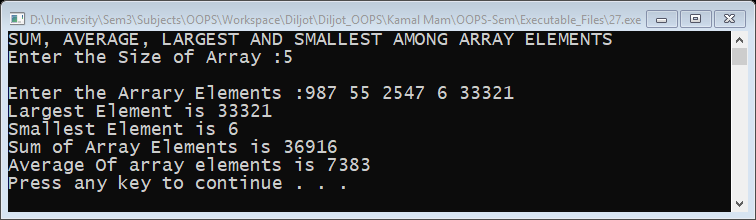 D:\University\Sem3\Subjects\OOPS\Workspace\Diljot\Diljot_OOPS\Kamal Mam\OOPS-Sem\Executable_Files\27.exe
SUM, AVERAGE, LARGEST AND SMALLEST AMONG ARRAY ELEMENTS
Enter the Size of Array :5
Enter the Arrary Elements :987 55 2547 6 33321
Largest Element is 33321
Smallest Element is 6
Sum of Array Elements is 36916
Average Of array elements is 7383
Press any key to continue . . .